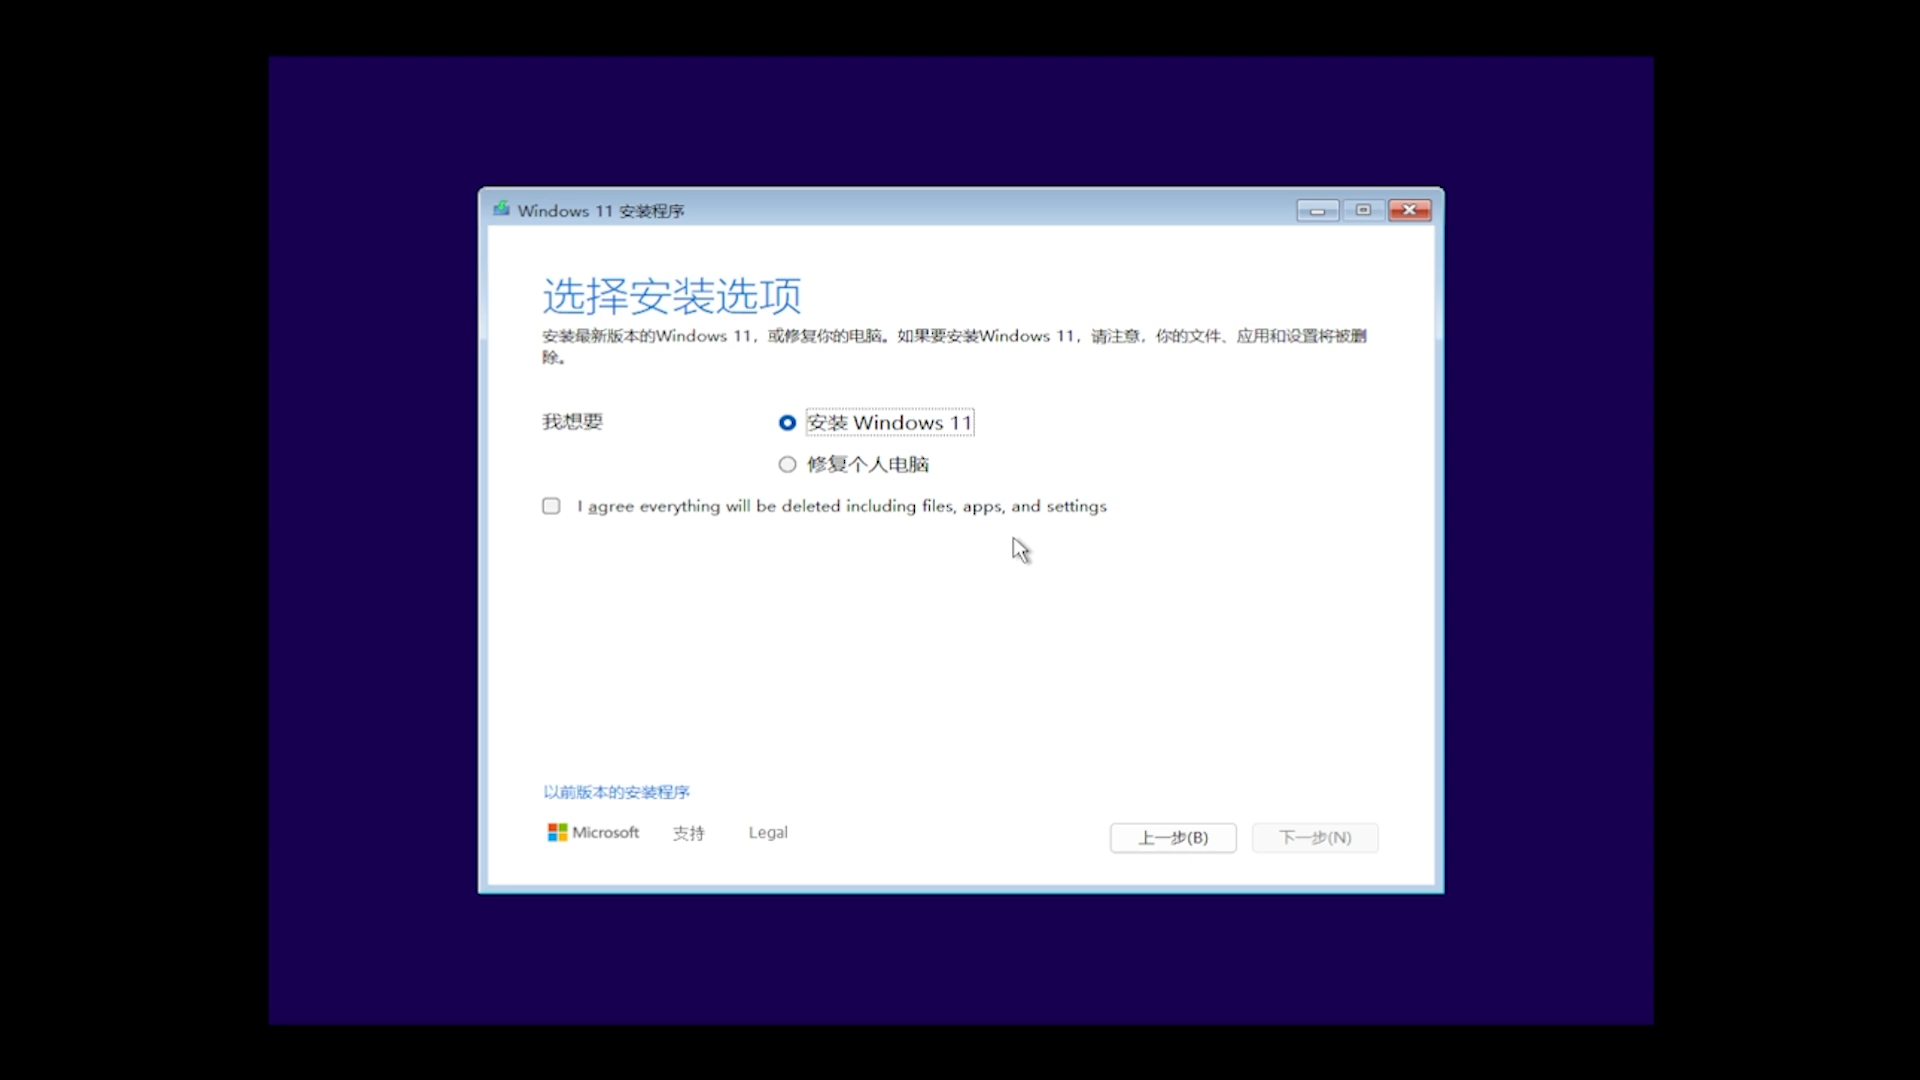 Windows 11 安装程序
选择安装选项
安装最新版本的Windows 11，或修复你的电脑。如果要安装Windows 11，请注意，你的文件、应用和设置将被删
除。
我想要
安装 Windows 11
修复个人电脑
I agree everything will be deleted including files, apps, and settings
以前版本的安装程序
Microsoft 支持 Legal
上一步(B) 下一步(N)